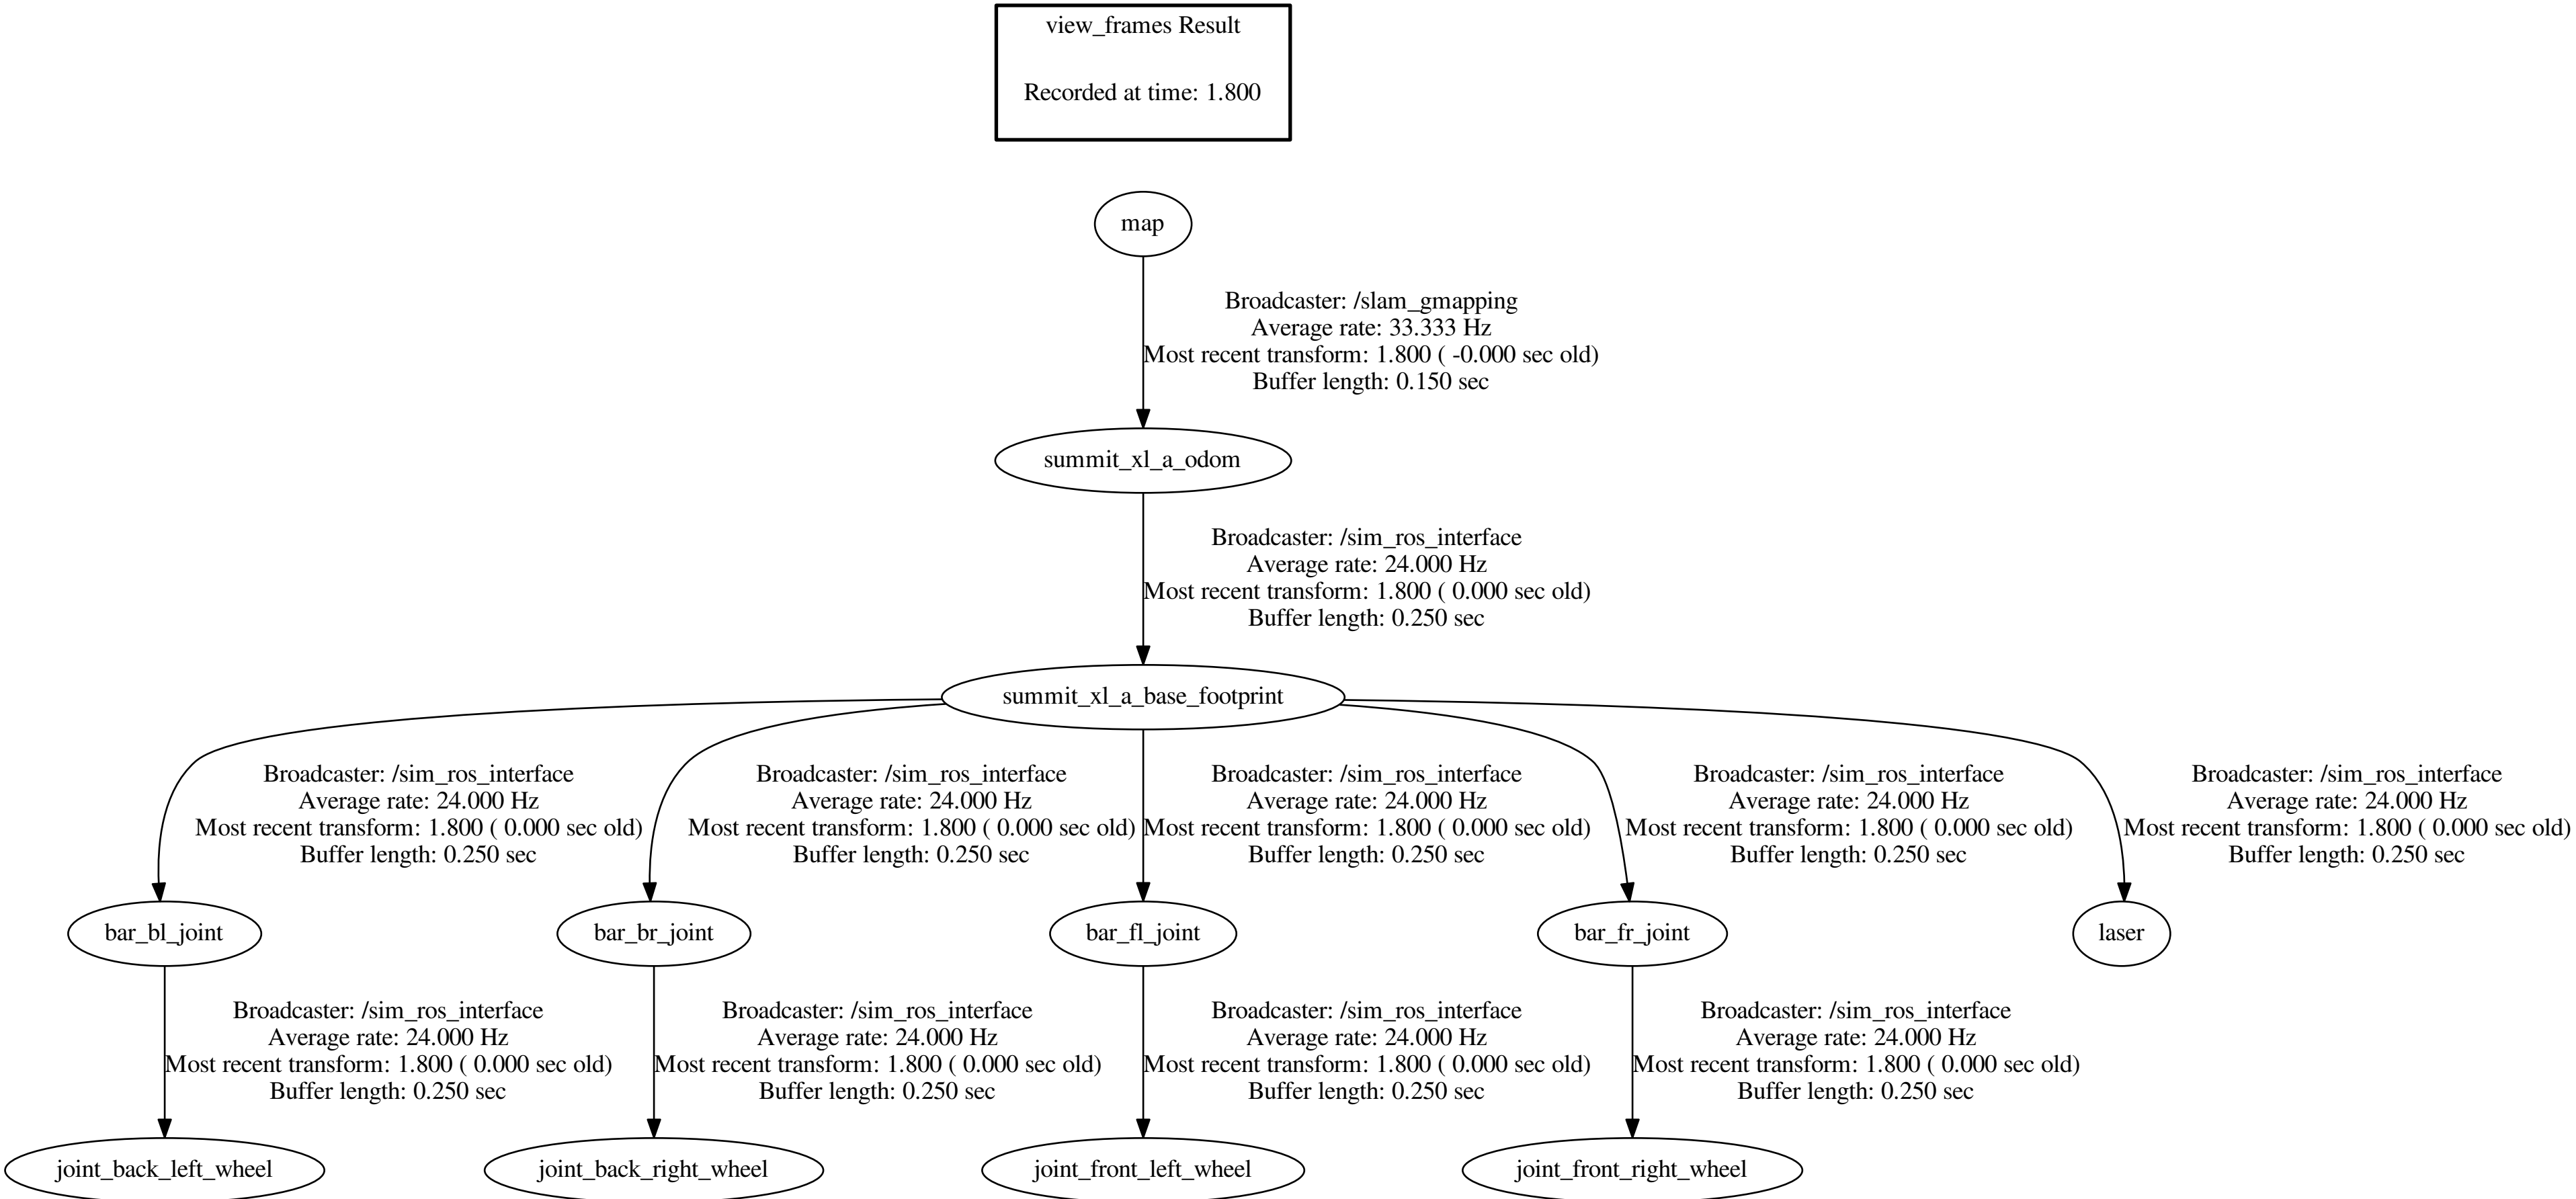 view_frames Result
Recorded at time: 1.800
map
Broadcaster: /slam_gmapping
Average rate: 33.333 Hz
Most recent transform: 1.800 ( -0.000 sec old)
Buffer length: 0.150 sec
summit_xl_a_odom
Broadcaster: /sim_ros_interface
Average rate: 24.000 Hz
Most recent transform: 1.800 ( 0.000 sec old)
Buffer length: 0.250 sec
summit_xl_a_base_footprint
Broadcaster: /sim_ros_interface
Average rate: 24.000 Hz
Most recent transform: 1.800 ( 0.000 sec old)
Buffer length: 0.250 sec
Broadcaster: /sim_ros_interface
Average rate: 24.000 Hz
Most recent transform: 1.800 ( 0.000 sec old)
Buffer length: 0.250 sec
Broadcaster: /sim_ros_interface
Average rate: 24.000 Hz
Most recent transform: 1.800 ( 0.000 sec old)
Buffer length: 0.250 sec
Broadcaster: /sim_ros_interface
Average rate: 24.000 Hz
Most recent transform: 1.800 ( 0.000 sec old)
Buffer length: 0.250 sec
Broadcaster: /sim_ros_interface
Average rate: 24.000 Hz
Most recent transform: 1.800 ( 0.000 sec old)
Buffer length: 0.250 sec
bar_bl_joint
bar_br_joint
bar_fl_joint
bar_fr_joint
laser
Broadcaster: /sim_ros_interface
Average rate: 24.000 Hz
Most recent transform: 1.800 ( 0.000 sec old)
Buffer length: 0.250 sec
Broadcaster: /sim_ros_interface
Average rate: 24.000 Hz
Most recent transform: 1.800 ( 0.000 sec old)
Buffer length: 0.250 sec
Broadcaster: /sim_ros_interface
Average rate: 24.000 Hz
Most recent transform: 1.800 ( 0.000 sec old)
Buffer length: 0.250 sec
Broadcaster: /sim_ros_interface
Average rate: 24.000 Hz
Most recent transform: 1.800 ( 0.000 sec old)
Buffer length: 0.250 sec
joint_back_left_wheel
joint_back_right_wheel
joint_front_left_wheel
joint_front_right_wheel